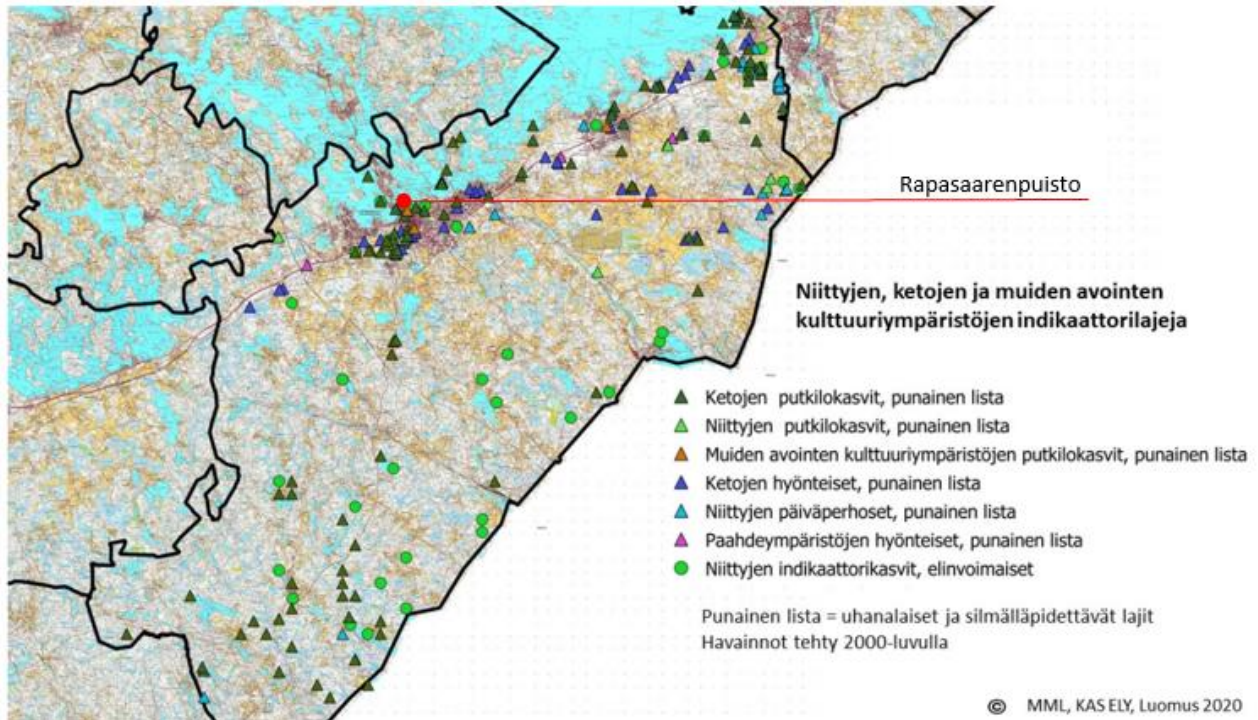 Rapasaarenpuisto
Niittyjen, ketojen ja muiden avointen
kulttuuriympäristöjen indikaattorilajeja
Ketojen putkilokasvit, punainen lista
Niittyjen putkilokasvit, punainen lista
Muiden avointen kulttuuriympäristöjen putkilokasvit, punainen lista
Ketojen hyönteiset, punainen lista
Niittyjen päiväperhoset, punainen lista
Paahdeympäristöjen hyönteiset, punainen lista
Niittyjen indikaattorikasvit, elinvoimaiset
Punainen lista = uhanalaiset ja silmälläpidettävät lajit
Havainnot tehty 2000-luvulla
© MML, KAS ELY, Luomus 2020